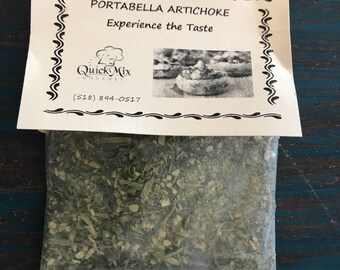 PORTABELLA ARTICHOKE
Experience the Taste
QuickMix
(518) 894-0517